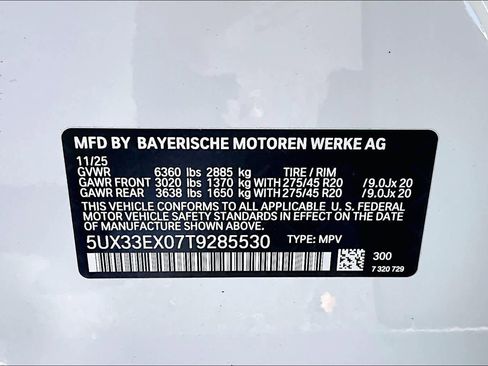 MFD BY BAYERISCHE MOTOREN WERKE AG
11/25
GVWR 6360 lbs 2885 kg TIRE / RIM
GAWR FRONT 3020 lbs 1370 kg WITH 275/45 R20 /9.0Jx 20
GAWR REAR 3638 lbs 1650 kg WITH 275/45 R20 /9.0Jx 20
THIS VEHICLE CONFORMS TO ALL APPLICABLE U. S. FEDERAL
MOTOR VEHICLE SAFETY STANDARDS IN EFFECT ON THE
DATE OF MANUFACTURE SHOWN ABOVE.
5UX33EX07T9285530 TYPE: MPV
300
7 320 729